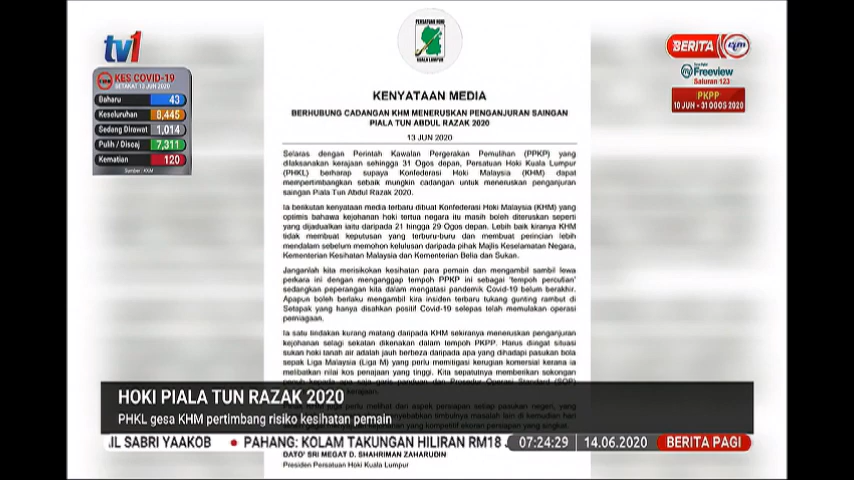 PERSATUAN HOKI
KUALA LUMPUR
tv1
BERITA rtm
KES COVID-19
SETAKAT 13 JUN 2020
Baharu 43
Keseluruhan 8,445
Sedang Dirawat 1,014
Pulih / Discaj 7,311
Kematian 120
Sumber : KKM
myFreeview
Saluran 123
PKPP
10 JUN - 31 OGOS 2020
KENYATAAN MEDIA
BERHUBUNG CADANGAN KHM MENERUSKAN PENGANJURAN SAINGAN
PIALA TUN ABDUL RAZAK 2020
13 JUN 2020
Selaras dengan Perintah Kawalan Pergerakan Pemulihan (PPKP) yang
dilaksanakan kerajaan sehingga 31 Ogos depan, Persatuan Hoki Kuala Lumpur
(PHKL) berharap supaya Konfederasi Hoki Malaysia (KHM) dapat
mempertimbangkan sebaik mungkin cadangan untuk meneruskan penganjuran
saingan Piala Tun Abdul Razak 2020.
Ia berikutan kenyataan media terbaru dibuat Konfederasi Hoki Malaysia (KHM) yang
optimis bahawa kejohanan hoki tertua negara itu masih boleh diteruskan seperti
yang dijadualkan iaitu daripada 21 hingga 29 Ogos depan. Lebih baik kiranya KHM
tidak membuat keputusan yang terburu-buru dan membuat perincian lebih
mendalam sebelum memohon kelulusan daripada pihak Majlis Keselamatan Negara,
Kementerian Kesihatan Malaysia dan Kementerian Belia dan Sukan.
Janganlah kita merisikokan kesihatan para pemain dan mengambil sambil lewa
perkara ini dengan menganggap tempoh PPKP ini sebagai 'tempoh percutian'
sedangkan peperangan kita dalam mengatasi pandemik Covid-19 belum berakhir.
Apapun boleh berlaku mengambil kira insiden terbaru tukang gunting rambut di
Setapak yang hanya disahkan positif Covid-19 selepas telah memulakan operasi
perniagaan.
Ia satu tindakan kurang matang daripada KHM sekiranya meneruskan penganjuran
kejohanan selagi sekatan dikenakan dalam tempoh PKPP. Harus diingat situasi
sukan hoki tanah air adalah jauh berbeza daripada apa yang dihadapi pasukan bola
sepak Liga Malaysia (Liga M) yang perlu memitigasi kerugian komersial kerana ia
melibatkan nilai kos penajaan yang tinggi. Kita sepatutnya memberikan sokongan
HOKI PIALA TUN RAZAK 2020
PHKL gesa KHM pertimbang risiko kesihatan pemain
IL SABRI YAAKOB • PAHANG: KOLAM TAKUNGAN HILIRAN RM18 J 07:24:29 14.06.2020 BERITA PAGI
DATO' SRI MEGAT D. SHAHRIMAN ZAHARUDIN
Presiden Persatuan Hoki Kuala Lumpur